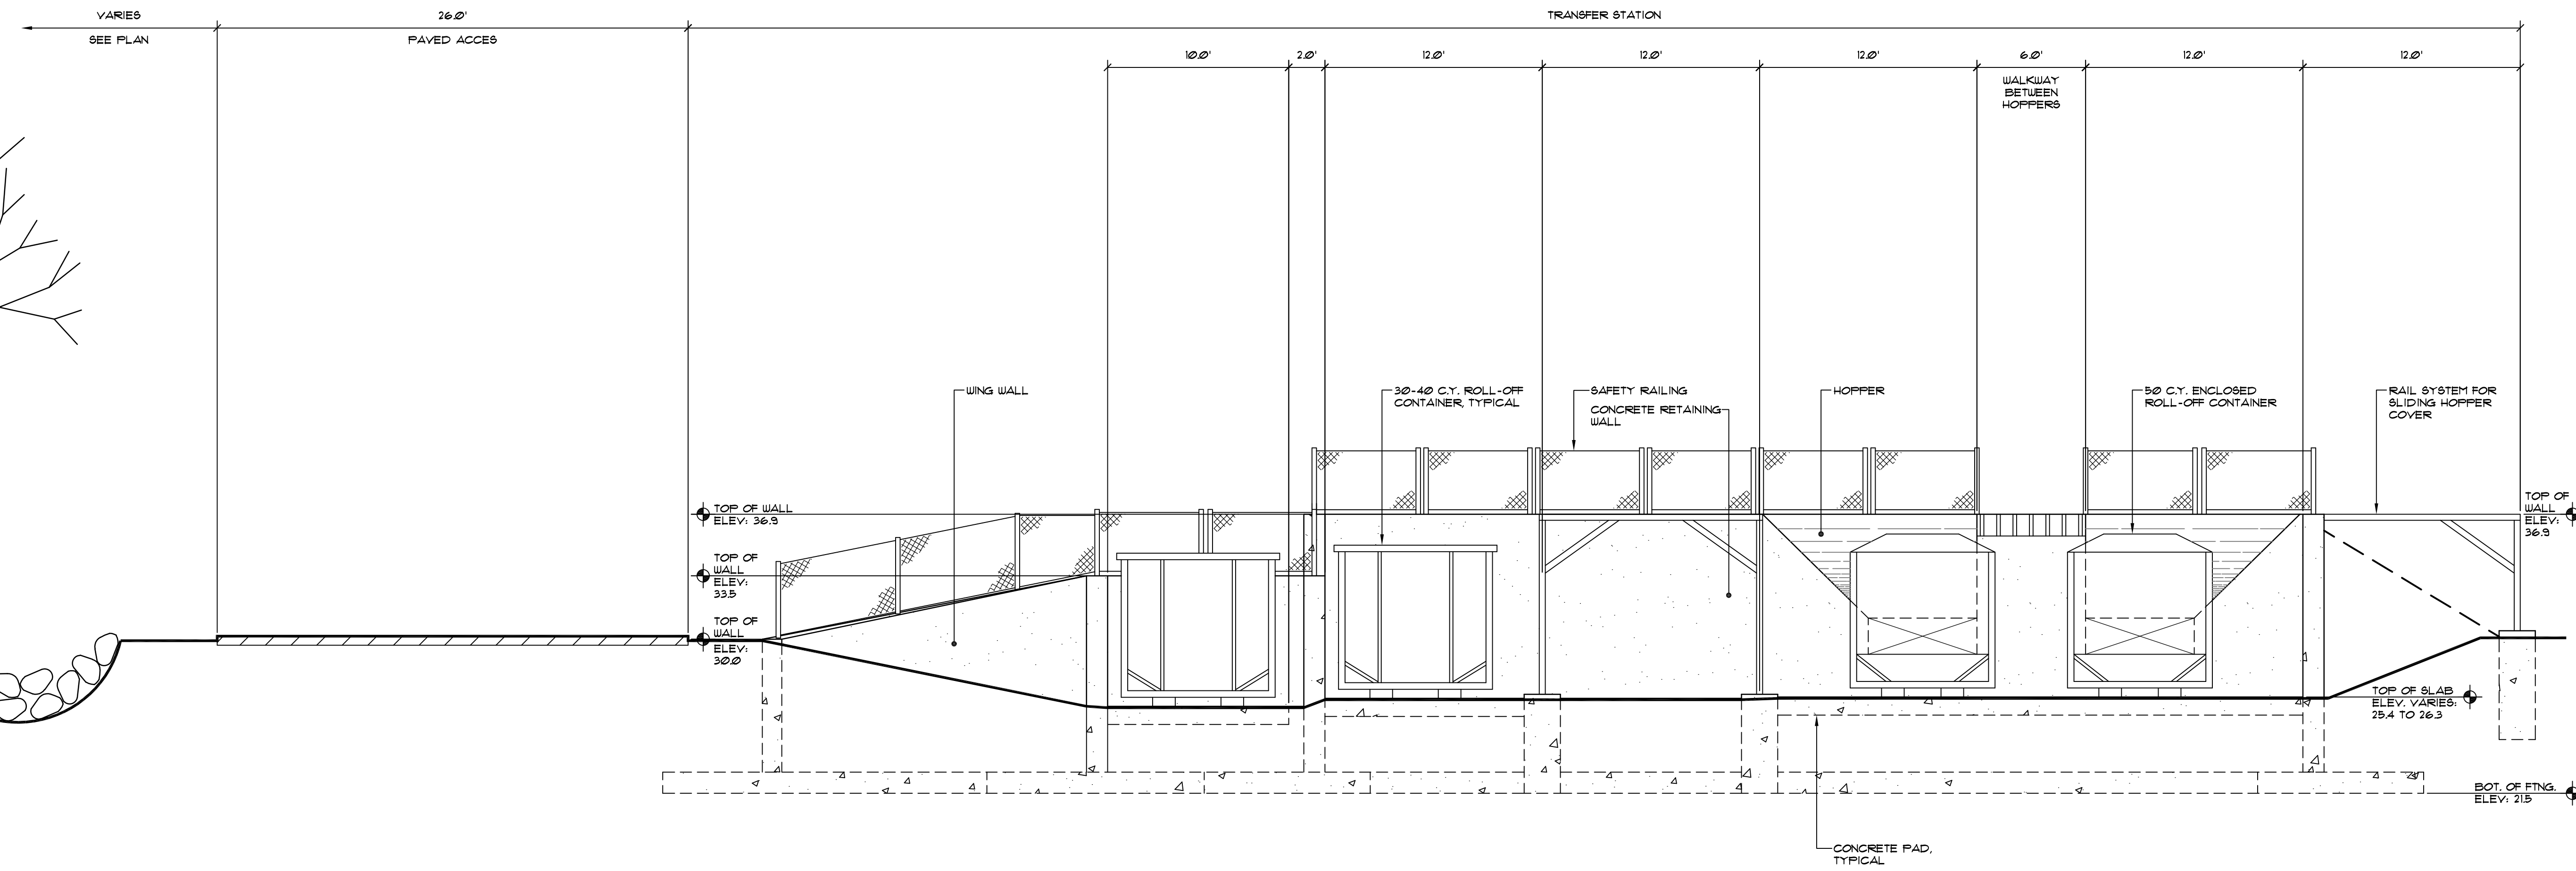 VARIES
SEE PLAN
26.0'
PAVED ACCES
TRANSFER STATION
10.0'
2.0'
12.0'
12.0'
12.0'
6.0'
12.0'
12.0'
WALKWAY
BETWEEN
HOPPERS
WING WALL
30-40 C.Y. ROLL-OFF
CONTAINER, TYPICAL
SAFETY RAILING
CONCRETE RETAINING
WALL
HOPPER
50 C.Y. ENCLOSED
ROLL-OFF CONTAINER
RAIL SYSTEM FOR
SLIDING HOPPER
COVER
TOP OF WALL
ELEV: 36.9
TOP OF
WALL
ELEV:
33.5
TOP OF
WALL
ELEV:
30.0
TOP OF
WALL
ELEV:
36.9
TOP OF SLAB
ELEV. VARIES:
25.4 TO 26.3
BOT. OF FTNG.
ELEV: 21.5
CONCRETE PAD,
TYPICAL